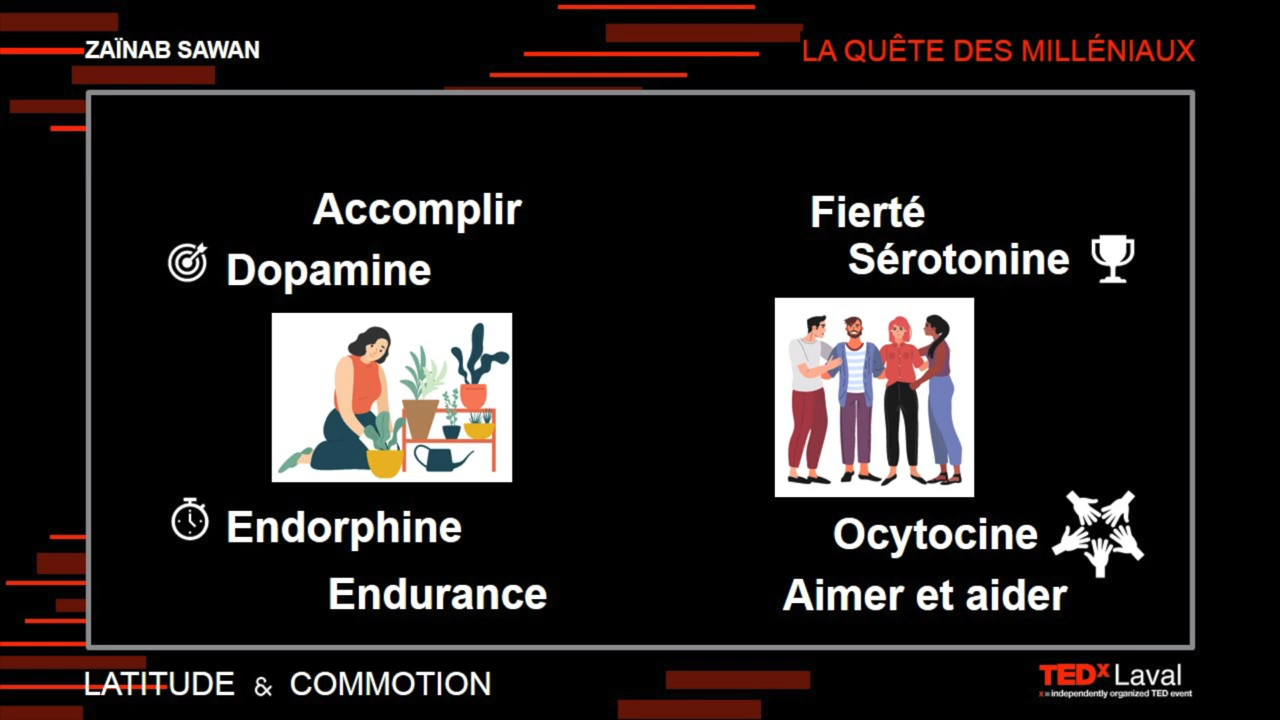 ZAÏNAB SAWAN
LA QUÊTE DES MILLÉNIAUX
Accomplir
Dopamine
Endorphine
Endurance
Fierté
Sérotonine
Ocytocine
Aimer et aider
LATITUDE & COMMOTION
TEDx Laval
x = independently organized TED event